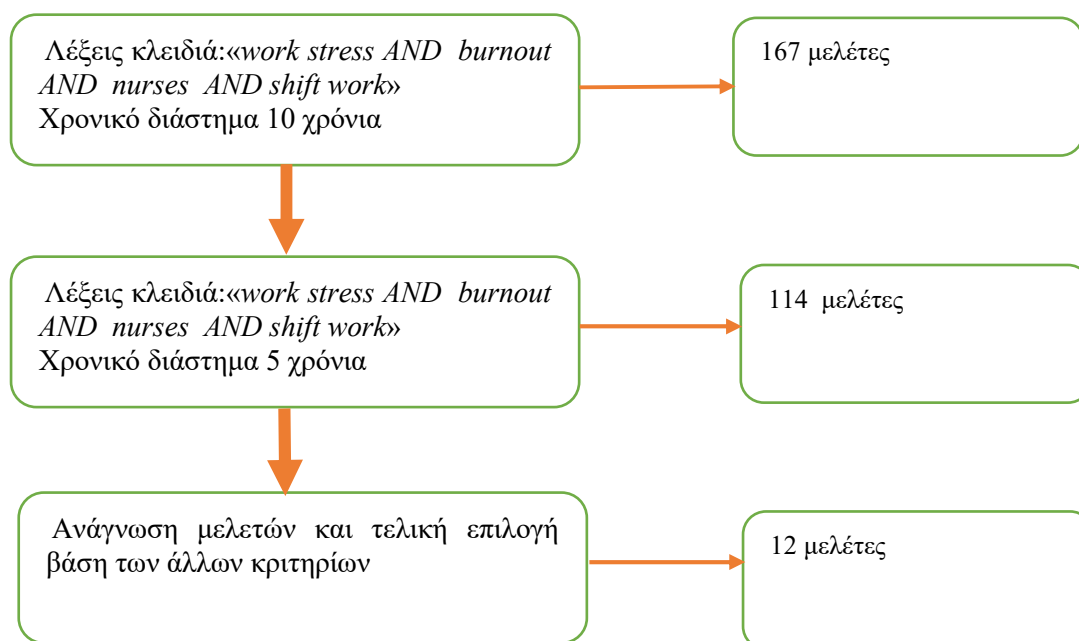 Λέξεις κλειδιά:«work stress AND burnout
AND nurses AND shift work»
Χρονικό διάστημα 10 χρόνια
167 μελέτες
Λέξεις κλειδιά:«work stress AND burnout
AND nurses AND shift work»
Χρονικό διάστημα 5 χρόνια
114 μελέτες
Ανάγνωση μελετών και τελική επιλογή
βάση των άλλων κριτηρίων
12 μελέτες